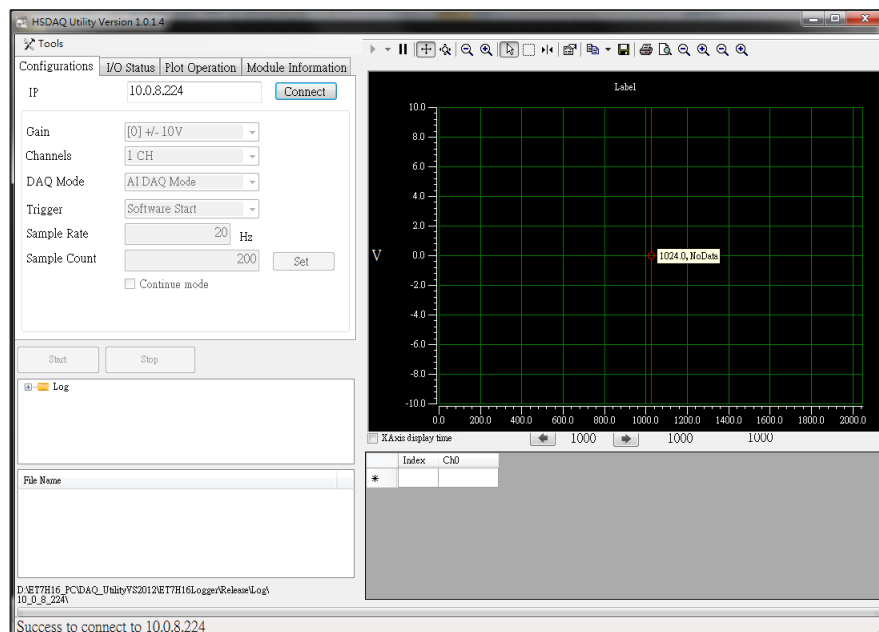 HSDAQ Utility Version 1.0.1.4
Tools
Configurations I/O Status Plot Operation Module Information
IP 10.0.8.224 Connect
Gain [0] +/- 10V
Channels 1 CH
DAQ Mode AI DAQ Mode
Trigger Software Start
Sample Rate 20 Hz
Sample Count 200 Set
Continue mode
Start Stop
Log
File Name
D:\ET7H16_PC\DAQ_UtilityVS2012\ET7H16Logger\Release\Log\
10_0_8_224\
Success to connect to 10.0.8.224
Label
10.0
8.0
6.0
4.0
2.0
V 0.0 1024.0, NoData
-2.0
-4.0
-6.0
-8.0
-10.0
0.0 200.0 400.0 600.0 800.0 1000.0 1200.0 1400.0 1600.0 1800.0 2000.0
XAxis display time 1000 1000 1000
Index Ch0